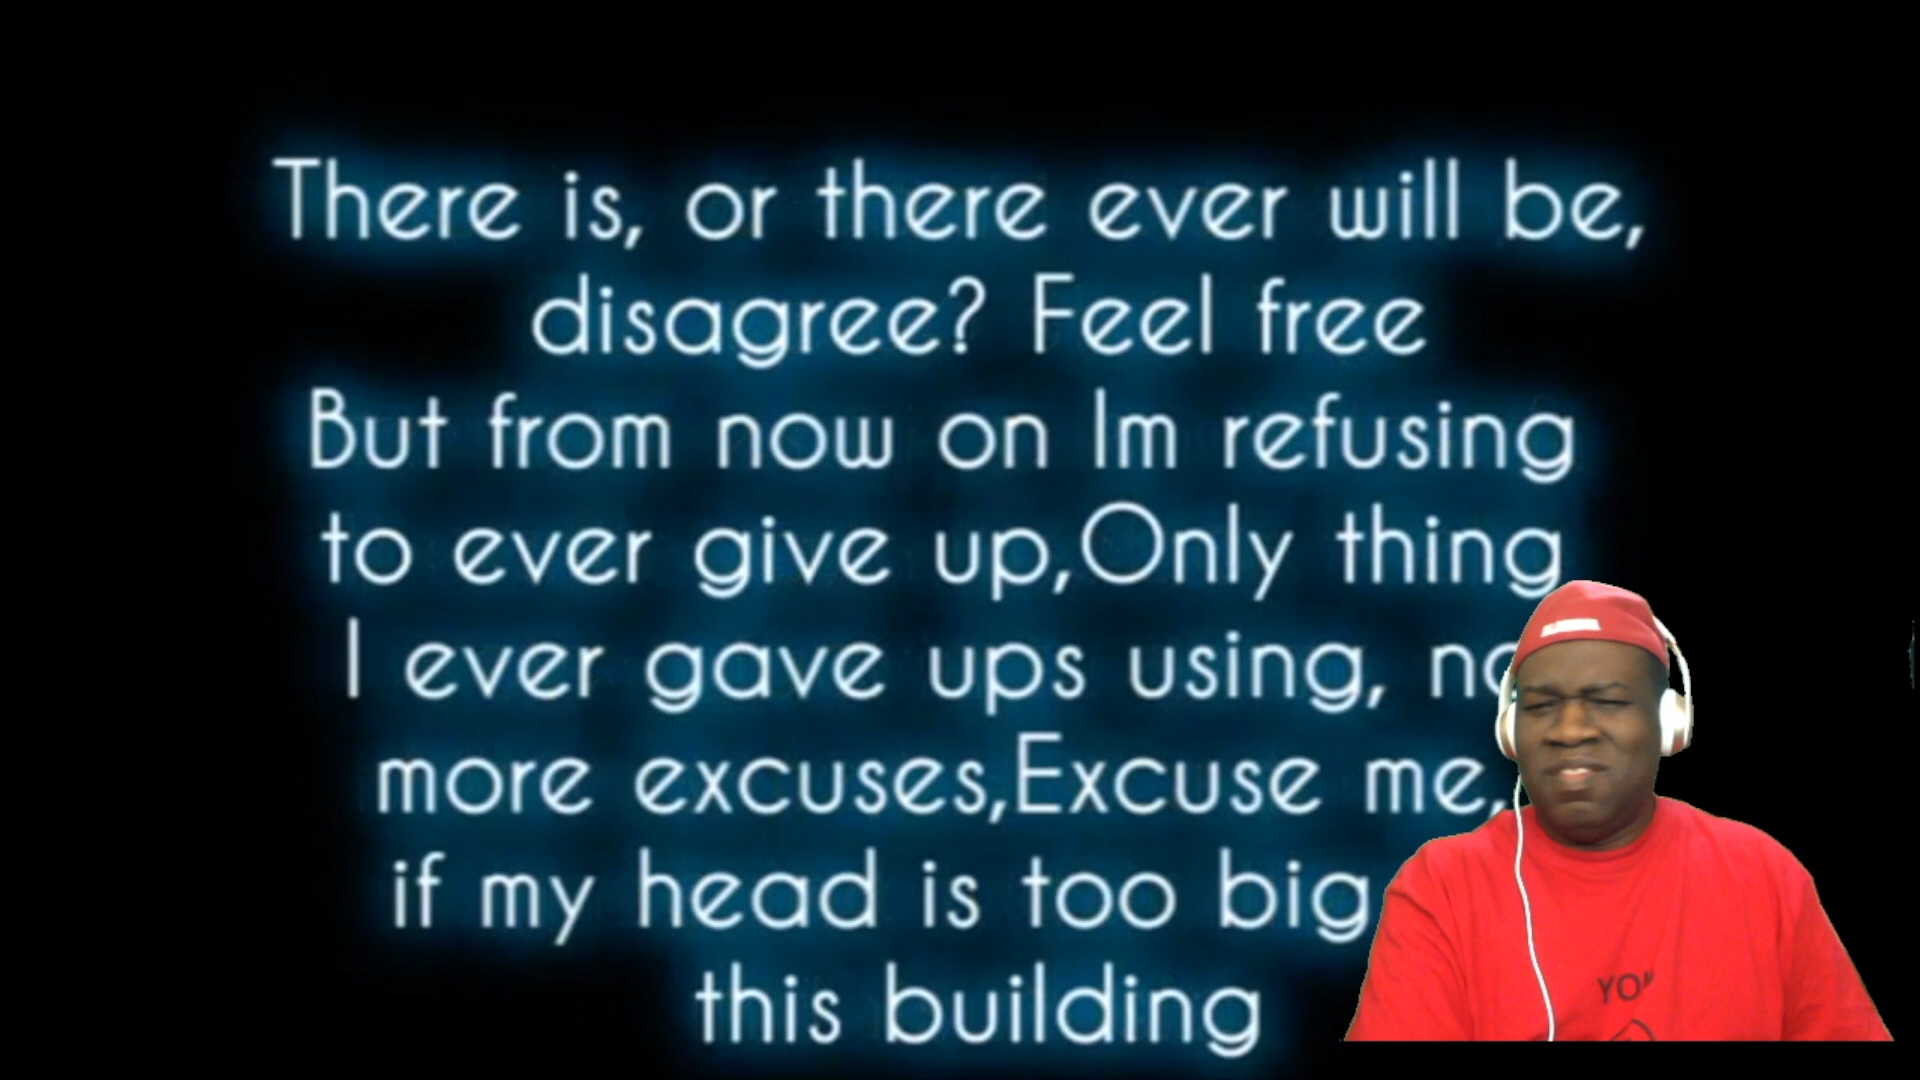 There is, or there ever will be,
disagree? Feel free
But from now on Im refusing
to ever give up,Only thing
I ever gave ups using, no
more excuses,Excuse me,
if my head is too big
this building
YOU